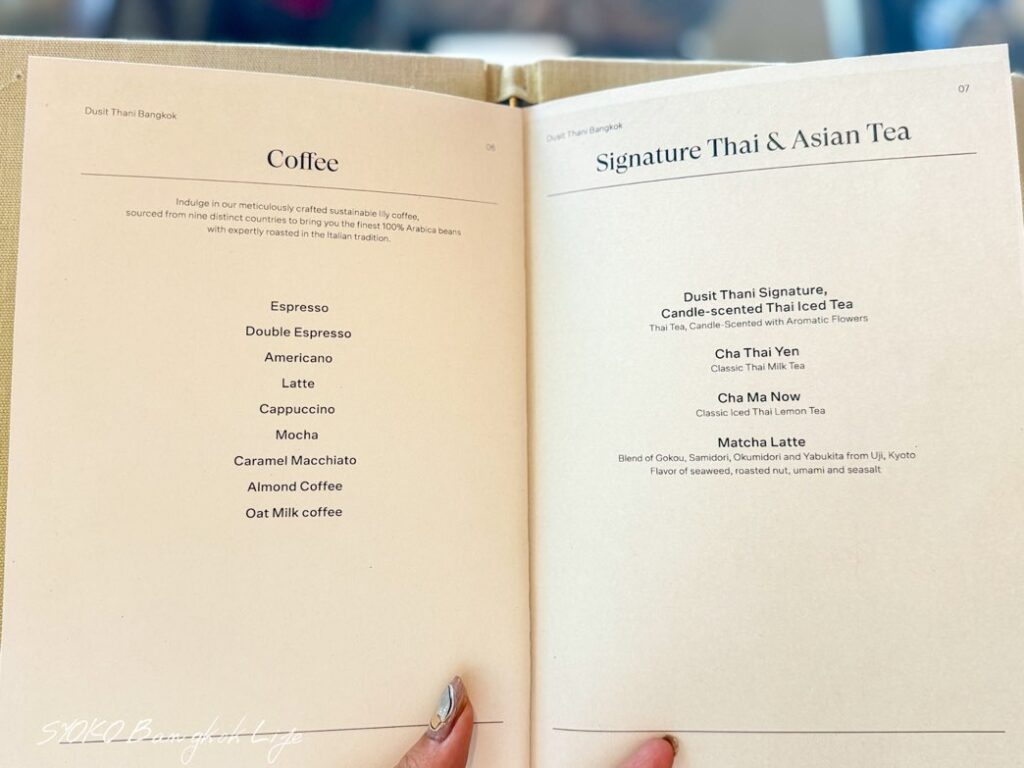 Dusit Thani Bangkok
06
Coffee
Indulge in our meticulously crafted sustainable lily coffee,
sourced from nine distinct countries to bring you the finest 100% Arabica beans
with expertly roasted in the Italian tradition.
Espresso
Double Espresso
Americano
Latte
Cappuccino
Mocha
Caramel Macchiato
Almond Coffee
Oat Milk coffee
Dusit Thani Bangkok
07
Signature Thai & Asian Tea
Dusit Thani Signature,
Candle-scented Thai Iced Tea
Thai Tea, Candle-Scented with Aromatic Flowers
Cha Thai Yen
Classic Thai Milk Tea
Cha Ma Now
Classic Iced Thai Lemon Tea
Matcha Latte
Blend of Gokou, Samidori, Okumidori and Yabukita from Uji, Kyoto
Flavor of seaweed, roasted nut, umami and seasalt
SYOKO Bangkok Life